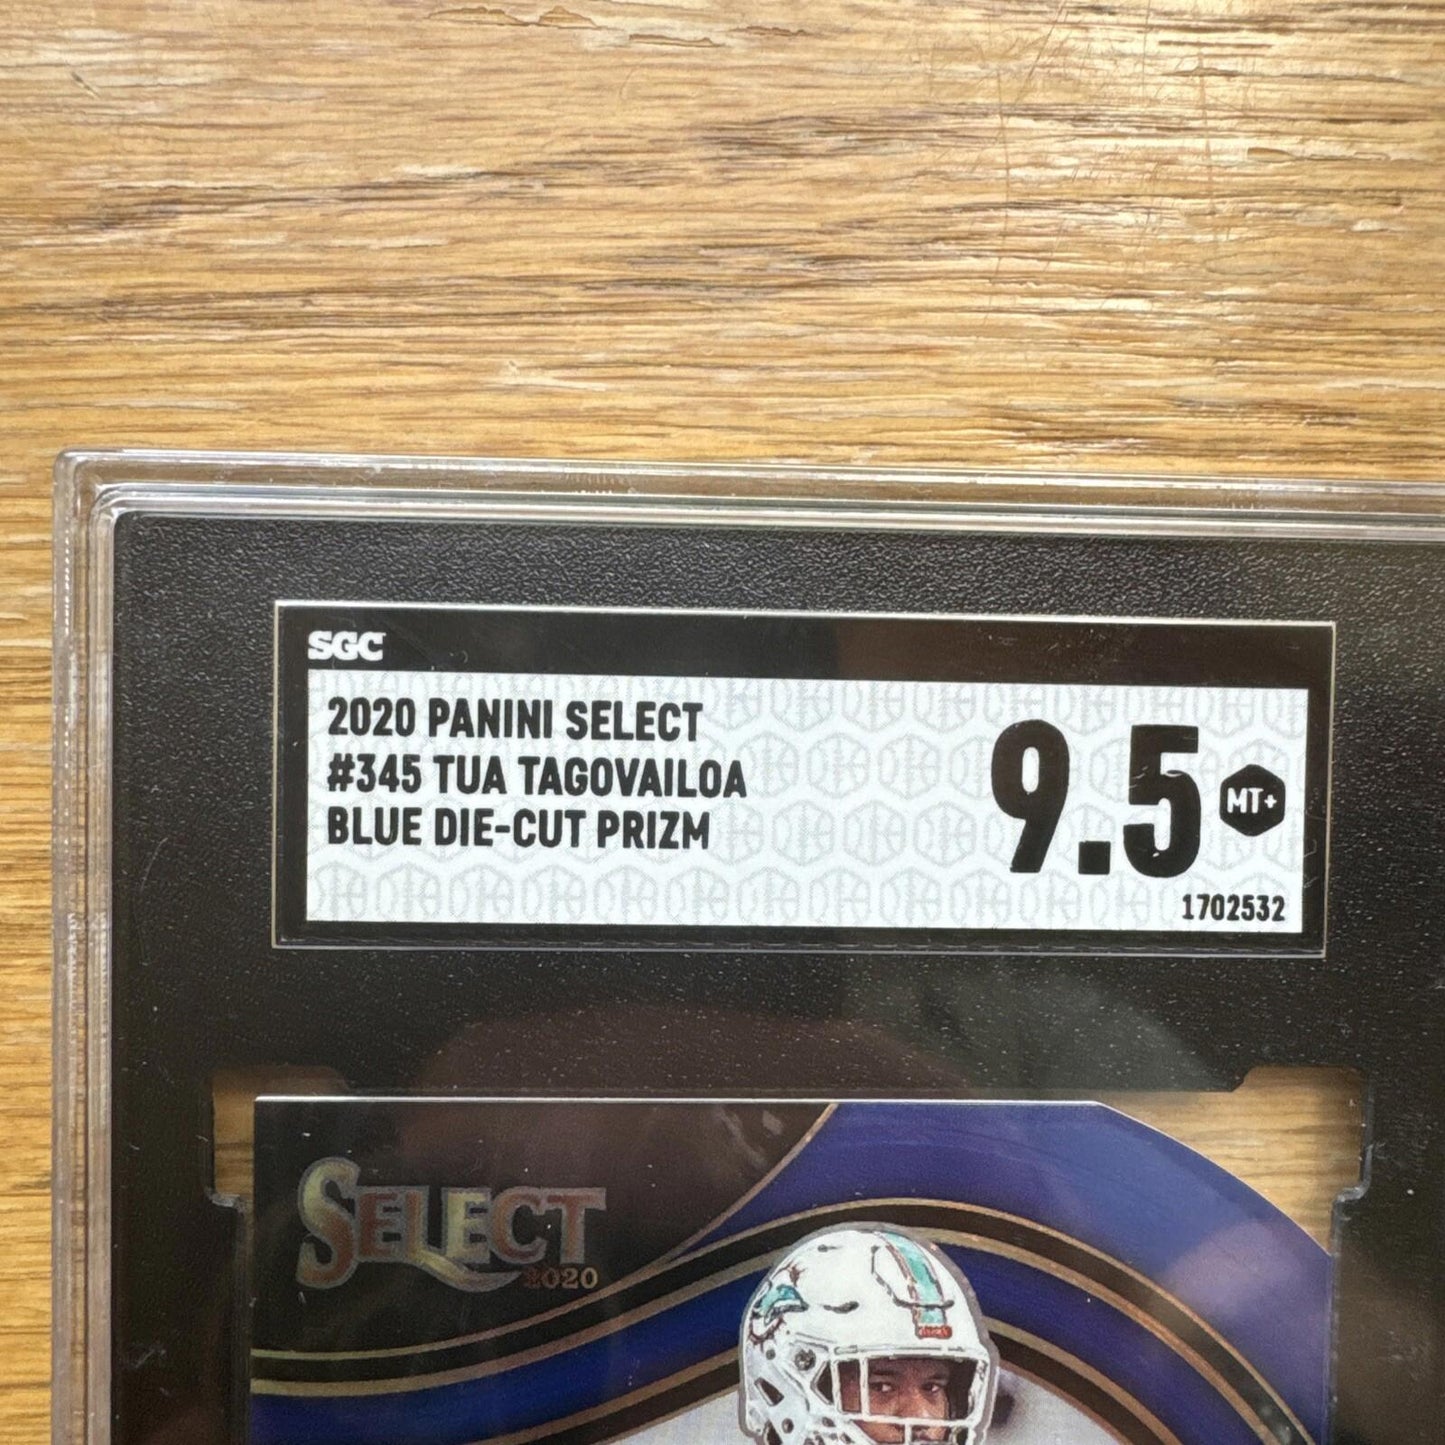 SGC
2020 PANINI SELECT
#345 TUA TAGOVAILOA
BLUE DIE-CUT PRIZM
9.5
MT+
1702532
SELECT
2020